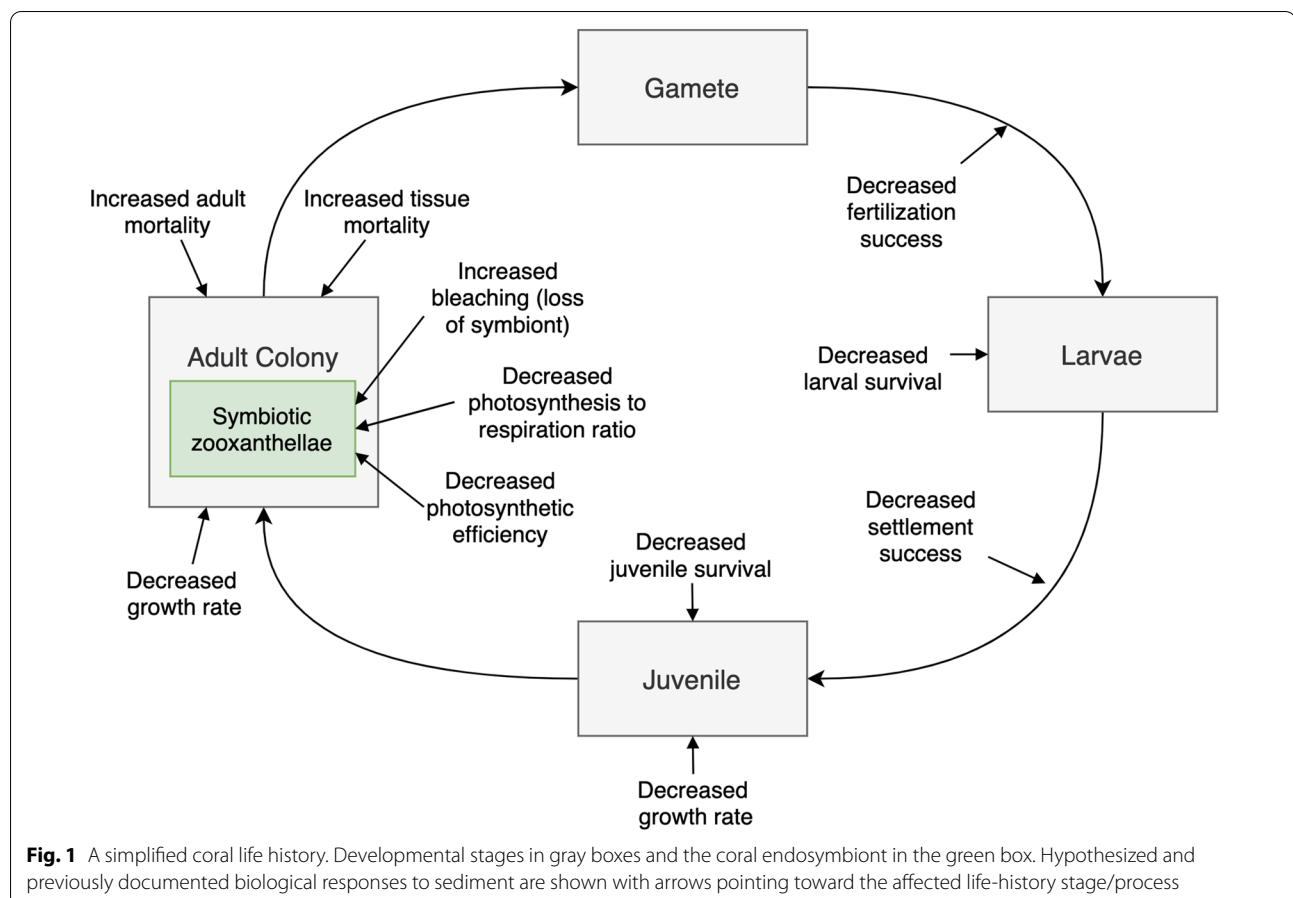 Gamete
Increased adult
mortality
Increased tissue
mortality
Decreased
fertilization
success
Increased
bleaching (loss
of symbiont)
Adult Colony
Symbiotic
zooxanthellae
Decreased
photosynthesis to
respiration ratio
Decreased
larval survival
Larvae
Decreased
photosynthetic
efficiency
Decreased
settlement
success
Decreased
growth rate
Decreased
juvenile survival
Juvenile
Decreased
growth rate
Fig. 1 A simplified coral life history. Developmental stages in gray boxes and the coral endosymbiont in the green box. Hypothesized and
previously documented biological responses to sediment are shown with arrows pointing toward the affected life-history stage/process